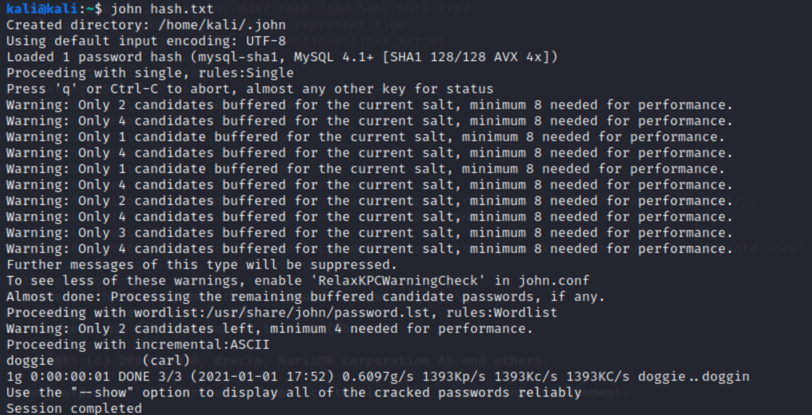 kali@kali:~$ john hash.txt
Created directory: /home/kali/.john
Using default input encoding: UTF-8
Loaded 1 password hash (mysql-sha1, MySQL 4.1+ [SHA1 128/128 AVX 4x])
Proceeding with single, rules:Single
Press 'q' or Ctrl-C to abort, almost any other key for status
Warning: Only 2 candidates buffered for the current salt, minimum 8 needed for performance.
Warning: Only 4 candidates buffered for the current salt, minimum 8 needed for performance.
Warning: Only 1 candidate buffered for the current salt, minimum 8 needed for performance.
Warning: Only 4 candidates buffered for the current salt, minimum 8 needed for performance.
Warning: Only 1 candidate buffered for the current salt, minimum 8 needed for performance.
Warning: Only 4 candidates buffered for the current salt, minimum 8 needed for performance.
Warning: Only 2 candidates buffered for the current salt, minimum 8 needed for performance.
Warning: Only 4 candidates buffered for the current salt, minimum 8 needed for performance.
Warning: Only 3 candidates buffered for the current salt, minimum 8 needed for performance.
Warning: Only 4 candidates buffered for the current salt, minimum 8 needed for performance.
Further messages of this type will be suppressed.
To see less of these warnings, enable 'RelaxKPCWarningCheck' in john.conf
Almost done: Processing the remaining buffered candidate passwords, if any.
Proceeding with wordlist:/usr/share/john/password.lst, rules:Wordlist
Warning: Only 2 candidates left, minimum 4 needed for performance.
Proceeding with incremental:ASCII
doggie           (carl)
1g 0:00:00:01 DONE 3/3 (2021-01-01 17:52) 0.6097g/s 1393Kp/s 1393Kc/s 1393KC/s doggie..doggin
Use the "--show" option to display all of the cracked passwords reliably
Session completed